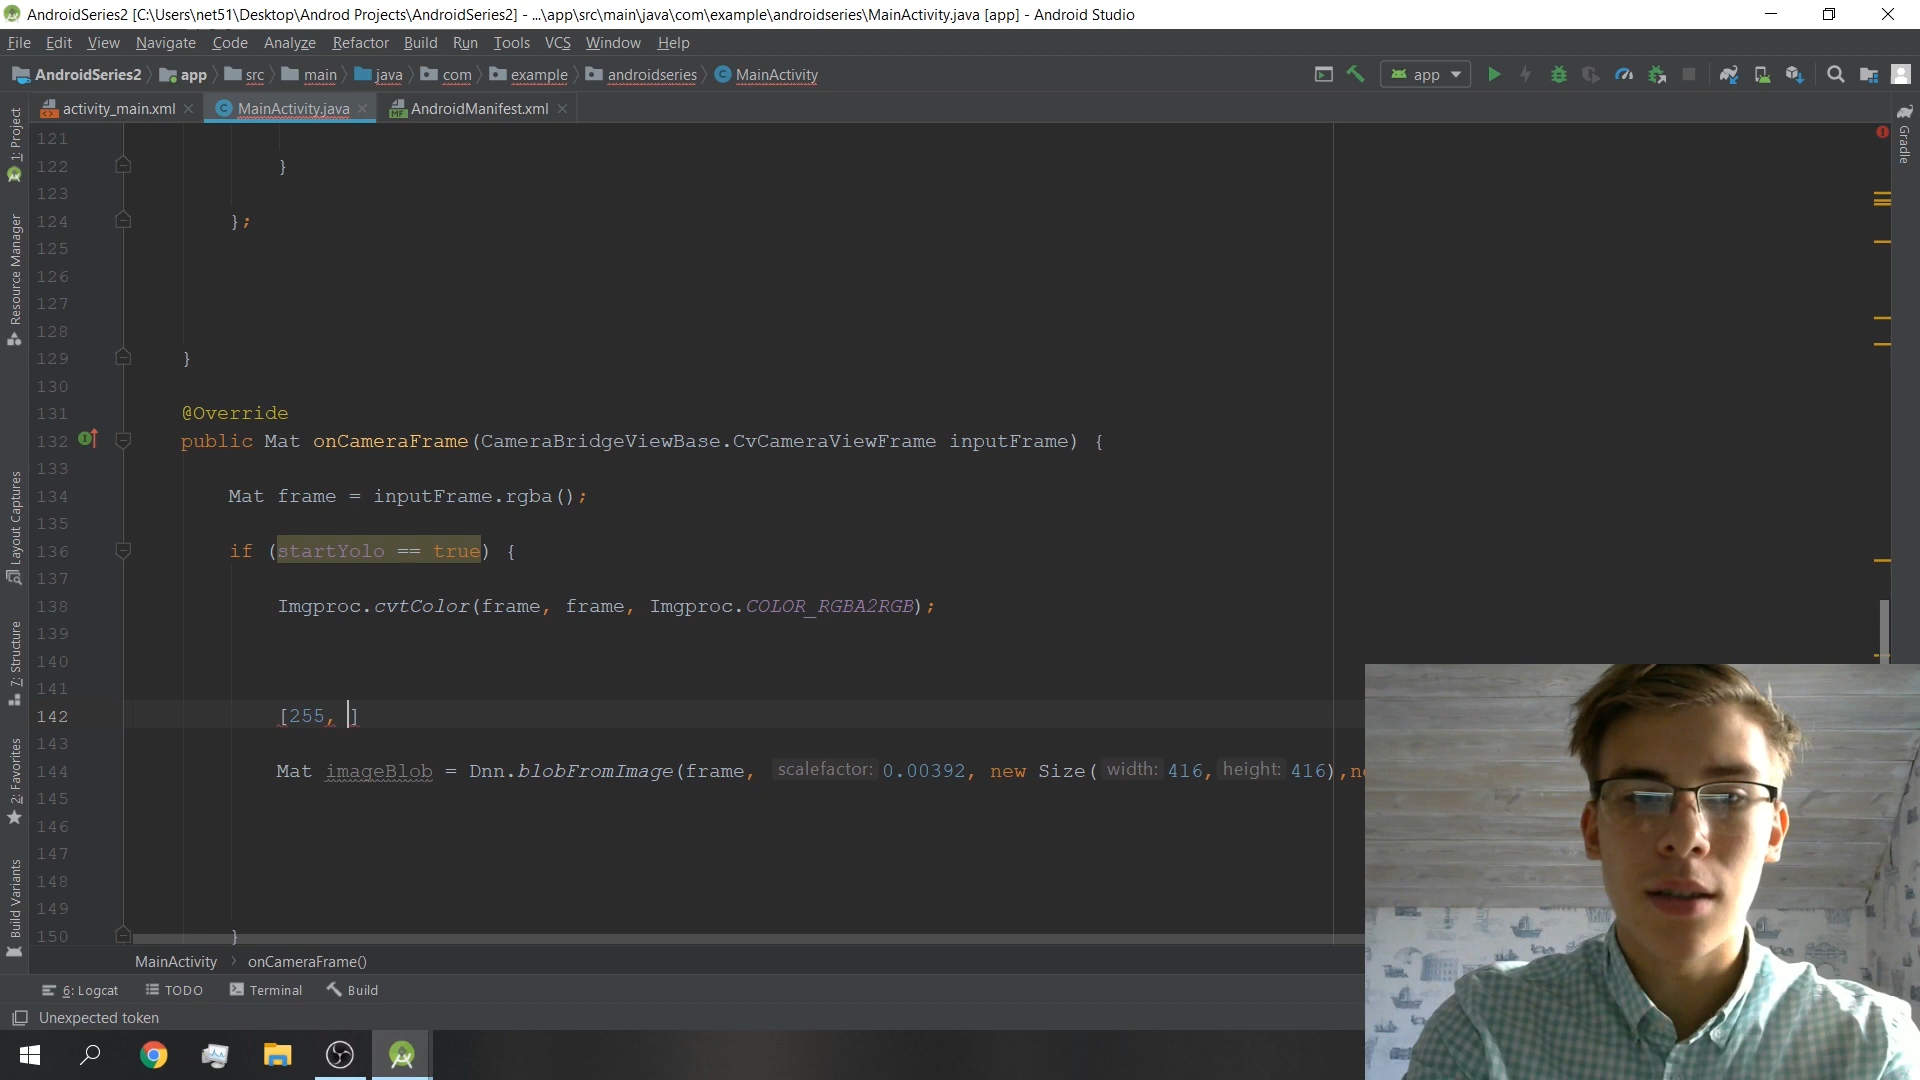 AndroidSeries2 [C:\Users\net51\Desktop\Androd Projects\AndroidSeries2] - ...\app\src\main\java\com\example\androidseries\MainActivity.java [app] - Android Studio
File Edit View Navigate Code Analyze Refactor Build Run Tools VCS Window Help
AndroidSeries2 app src main java com example androidseries MainActivity app
activity_main.xml MainActivity.java AndroidManifest.xml
1: Project
Resource Manager
Layout Captures
7: Structure
2: Favorites
Build Variants
Gradle
121
122 }
123
124 };
125
126
127
128
129 }
130
131 @Override
132 public Mat onCameraFrame(CameraBridgeViewBase.CvCameraViewFrame inputFrame) {
133
134 Mat frame = inputFrame.rgba();
135
136 if (startYolo == true) {
137
138 Imgproc.cvtColor(frame, frame, Imgproc.COLOR_RGBA2RGB);
139
140
141
142 [255, ]
143
144 Mat imageBlob = Dnn.blobFromImage(frame, scalefactor: 0.00392, new Size( width: 416, height: 416),
145
146
147
148
149
150 }
MainActivity onCameraFrame()
6: Logcat TODO Terminal Build
Unexpected token